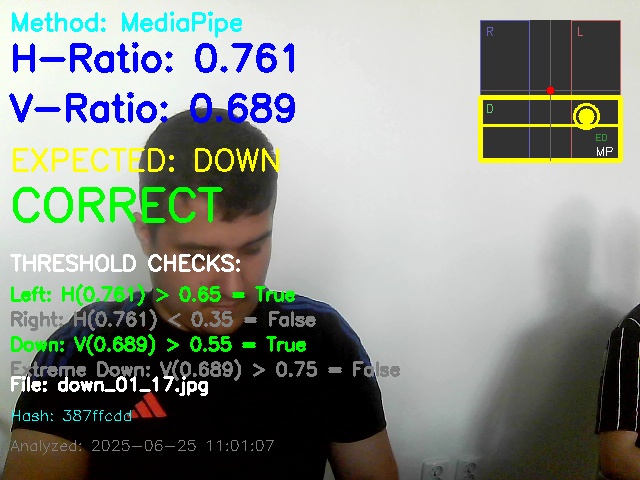 Method: MediaPipe
H-Ratio: 0.761
V-Ratio: 0.689
EXPECTED: DOWN
CORRECT
THRESHOLD CHECKS:
Left: H(0.761) > 0.65 = True
Right: H(0.761) < 0.35 = False
Down: V(0.689) > 0.55 = True
Extreme Down: V(0.689) > 0.75 = False
File: down_01_17.jpg
Hash: 387ffcdd
Analyzed: 2025-06-25 11:01:07
R L
D
ED
MP